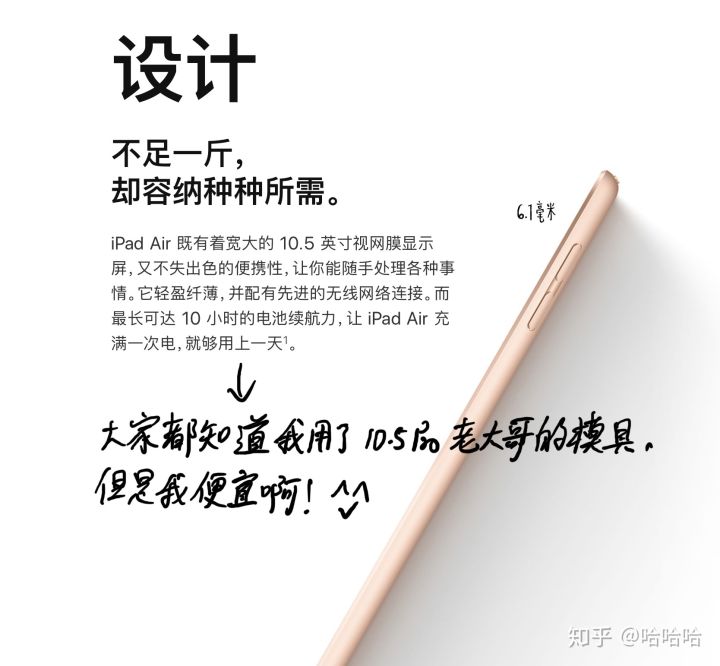 设计
不足一斤，
却容纳种种所需。
6.1毫米
iPad Air 既有着宽大的 10.5 英寸视网膜显示
屏，又不失出色的便携性，让你能随手处理各种事
情。它轻盈纤薄，并配有先进的无线网络连接。而
最长可达 10 小时的电池续航力，让 iPad Air 充
满一次电，就够用上一天¹。
大家都知道我用了10.5 老大哥的模具.
但是我便宜啊!
知乎 @哈哈哈